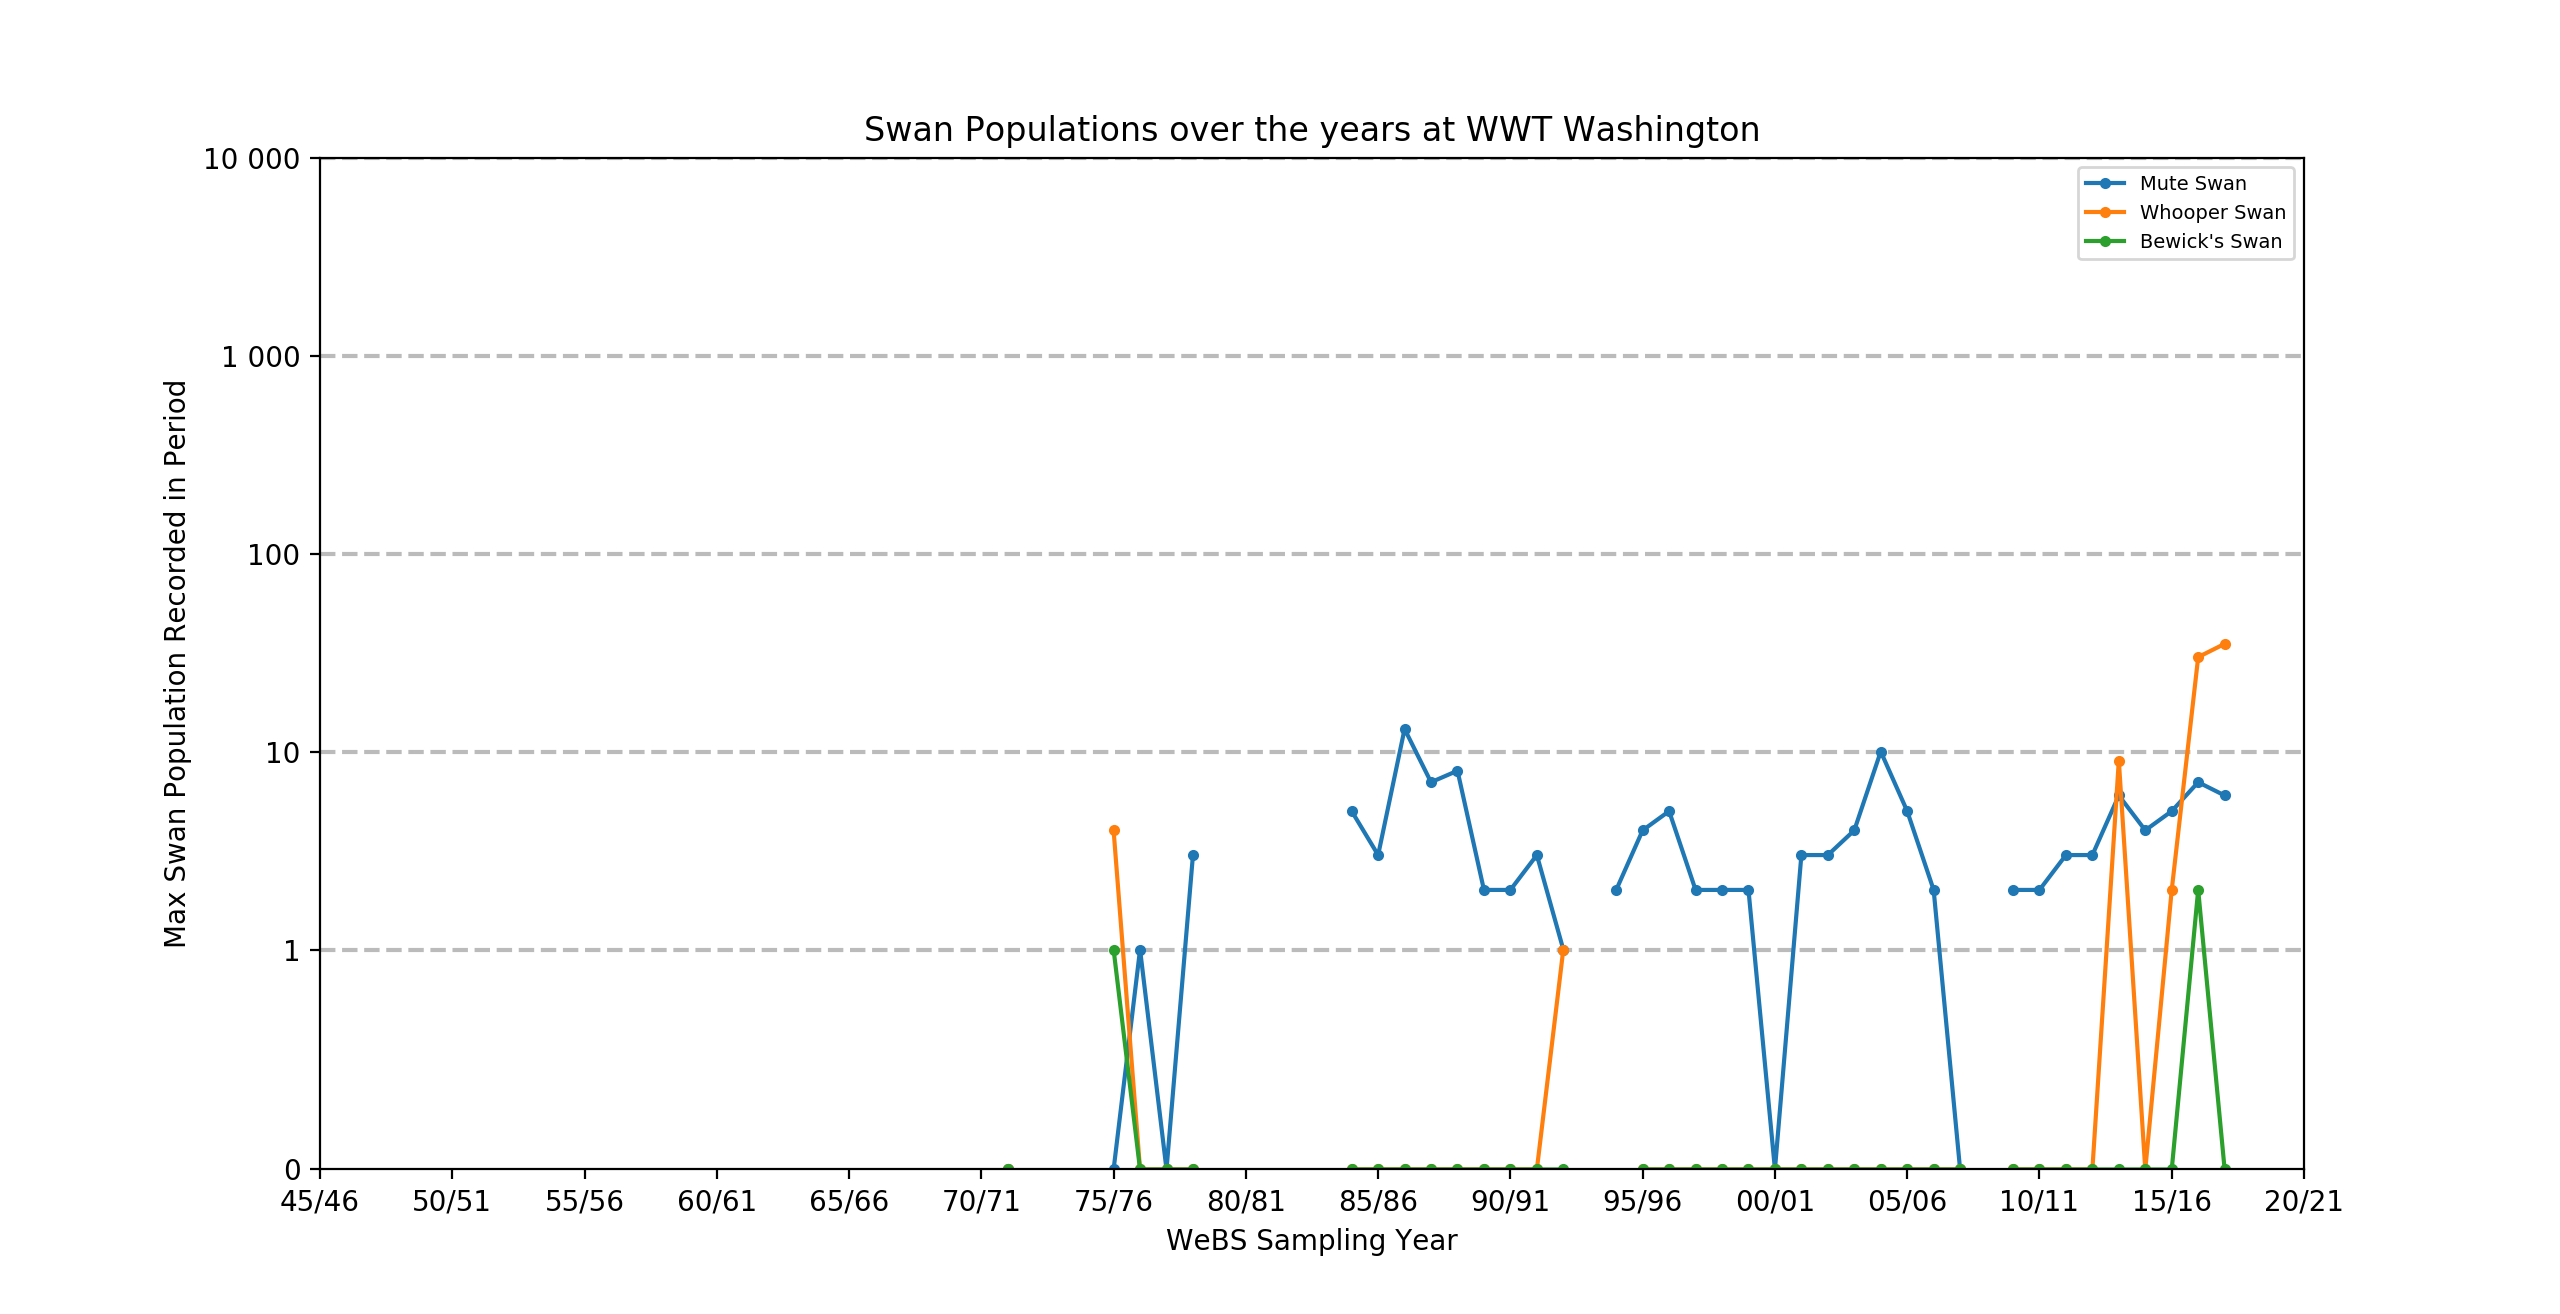 Swan Populations over the years at WWT Washington
10 000
1 000
100
10
1
0
Max Swan Population Recorded in Period
Mute Swan
Whooper Swan
Bewick's Swan
45/46 50/51 55/56 60/61 65/66 70/71 75/76 80/81 85/86 90/91 95/96 00/01 05/06 10/11 15/16 20/21
WeBS Sampling Year